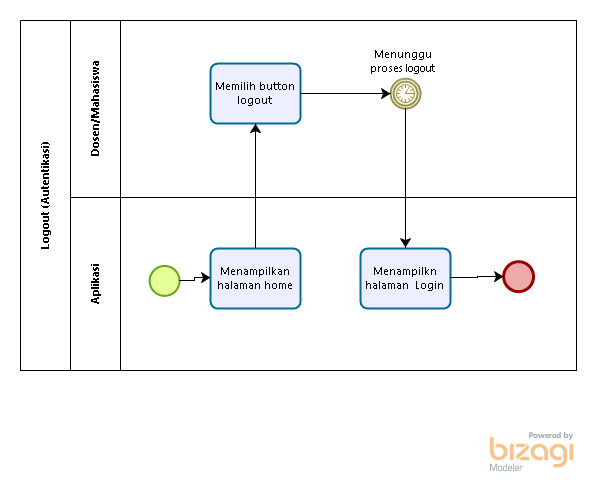 Logout (Autentikasi)
Dosen/Mahasiswa
Memilih button
logout
Menunggu
proses logout
Aplikasi
Menampilkan
halaman home
Menampilkn
halaman Login
Powered by
bizagi
Modeler